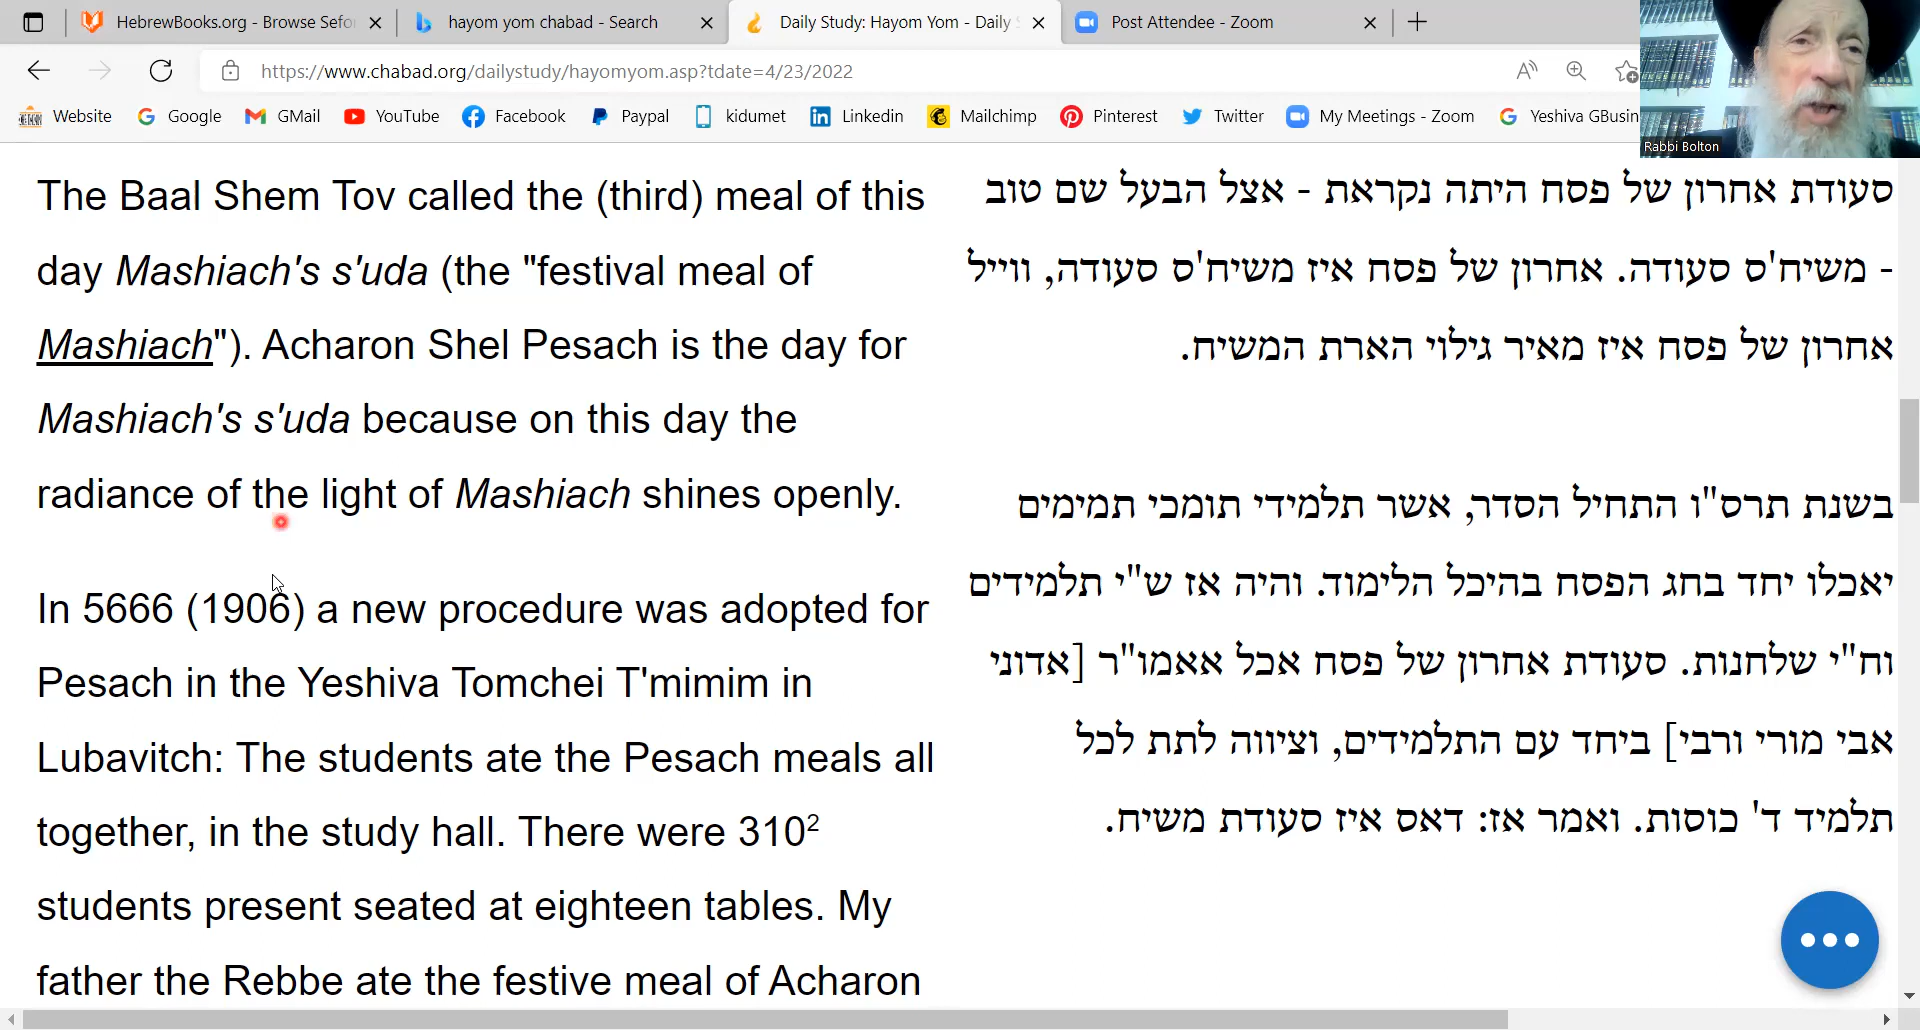 HebrewBooks.org - Browse Sefo
hayom yom chabad - Search
Daily Study: Hayom Yom - Daily S
Post Attendee - Zoom
https://www.chabad.org/dailystudy/hayomyom.asp?tdate=4/23/2022
Website Google GMail YouTube Facebook Paypal kidumet Linkedin Mailchimp Pinterest Twitter My Meetings - Zoom Yeshiva GBusin
Rabbi Bolton
The Baal Shem Tov called the (third) meal of this
day Mashiach's s'uda (the "festival meal of
Mashiach"). Acharon Shel Pesach is the day for
Mashiach's s'uda because on this day the
radiance of the light of Mashiach shines openly.
In 5666 (1906) a new procedure was adopted for
Pesach in the Yeshiva Tomchei T'mimim in
Lubavitch: The students ate the Pesach meals all
together, in the study hall. There were 310²
students present seated at eighteen tables. My
father the Rebbe ate the festive meal of Acharon
סעודת אחרון של פסח היתה נקראת - אצל הבעל שם טוב
- משיח'ס סעודה. אחרון של פסח איז משיח'ס סעודה, ווייל
אחרון של פסח איז מאיר גילוי הארת המשיח.
בשנת תרס"ו התחיל הסדר, אשר תלמידי תומכי תמימים
יאכלו יחד בחג הפסח בהיכל הלימוד. והיה אז ש"י תלמידים
וח"י שלחנות. סעודת אחרון של פסח אכל אאמו"ר [אדוני
אבי מורי ורבי] ביחד עם התלמידים, וציווה לתת לכל
תלמיד ד' כוסות. ואמר אז: דאס איז סעודת משיח.